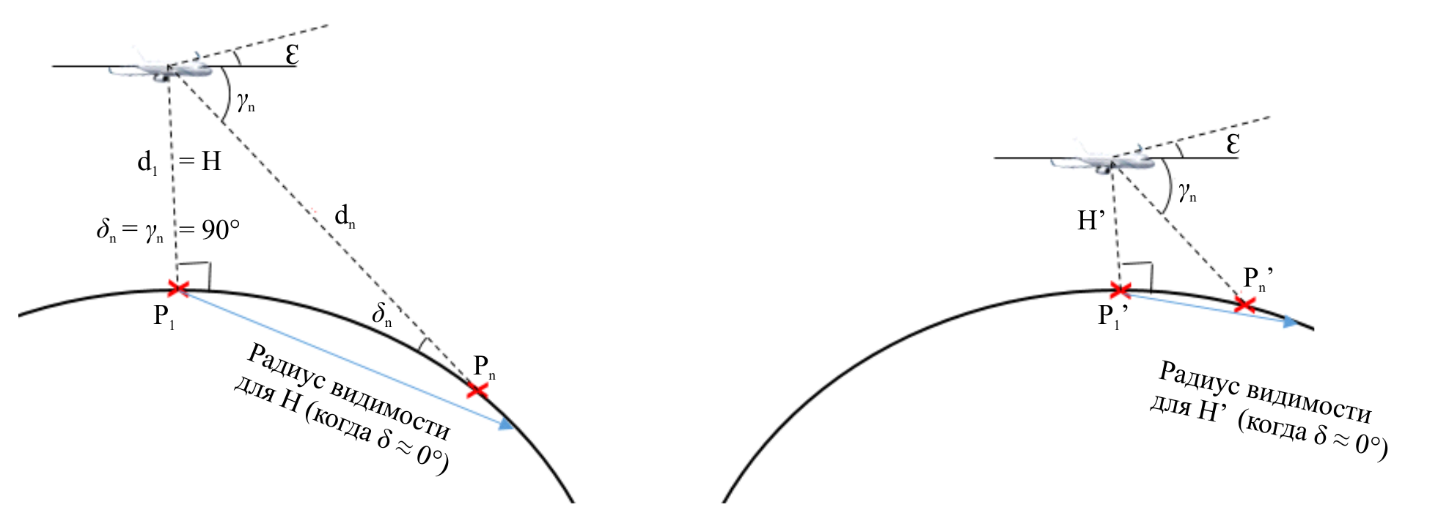 ε
γn
d1 = H
dn
δn = γn = 90°
δn
P1
Pn
Радиус видимости
для H (когда δ ≈ 0°)
ε
γn
H’
Pn’
P1’
Радиус видимости
для H’ (когда δ ≈ 0°)